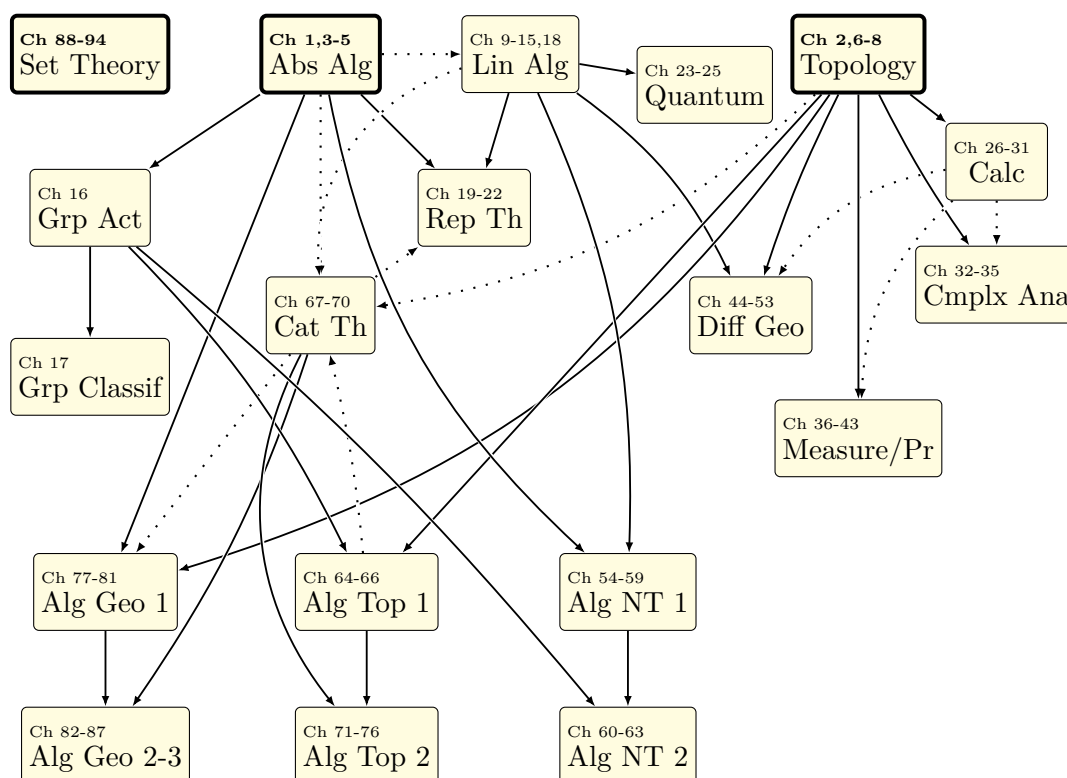 Ch 88-94
Set Theory
Ch 1,3-5
Abs Alg
Ch 9-15,18
Lin Alg
Ch 2,6-8
Topology
Ch 23-25
Quantum
Ch 26-31
Calc
Ch 16
Grp Act
Ch 19-22
Rep Th
Ch 32-35
Cmplx Ana
Ch 67-70
Cat Th
Ch 44-53
Diff Geo
Ch 17
Grp Classif
Ch 36-43
Measure/Pr
Ch 77-81
Alg Geo 1
Ch 64-66
Alg Top 1
Ch 54-59
Alg NT 1
Ch 82-87
Alg Geo 2-3
Ch 71-76
Alg Top 2
Ch 60-63
Alg NT 2